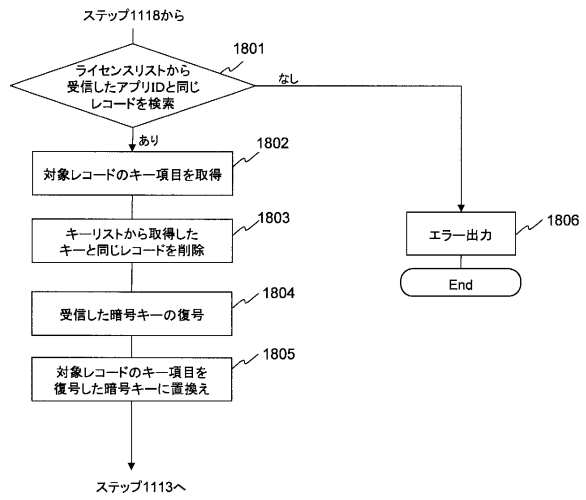 ステップ1118から
1801
ライセンスリストから
受信したアプリIDと同じ
レコードを検索
なし
あり
1802
対象レコードのキー項目を取得
1803
キーリストから取得した
キーと同じレコードを削除
1806
エラー出力
End
1804
受信した暗号キーの復号
1805
対象レコードのキー項目を
復号した暗号キーに置換え
ステップ1113へ